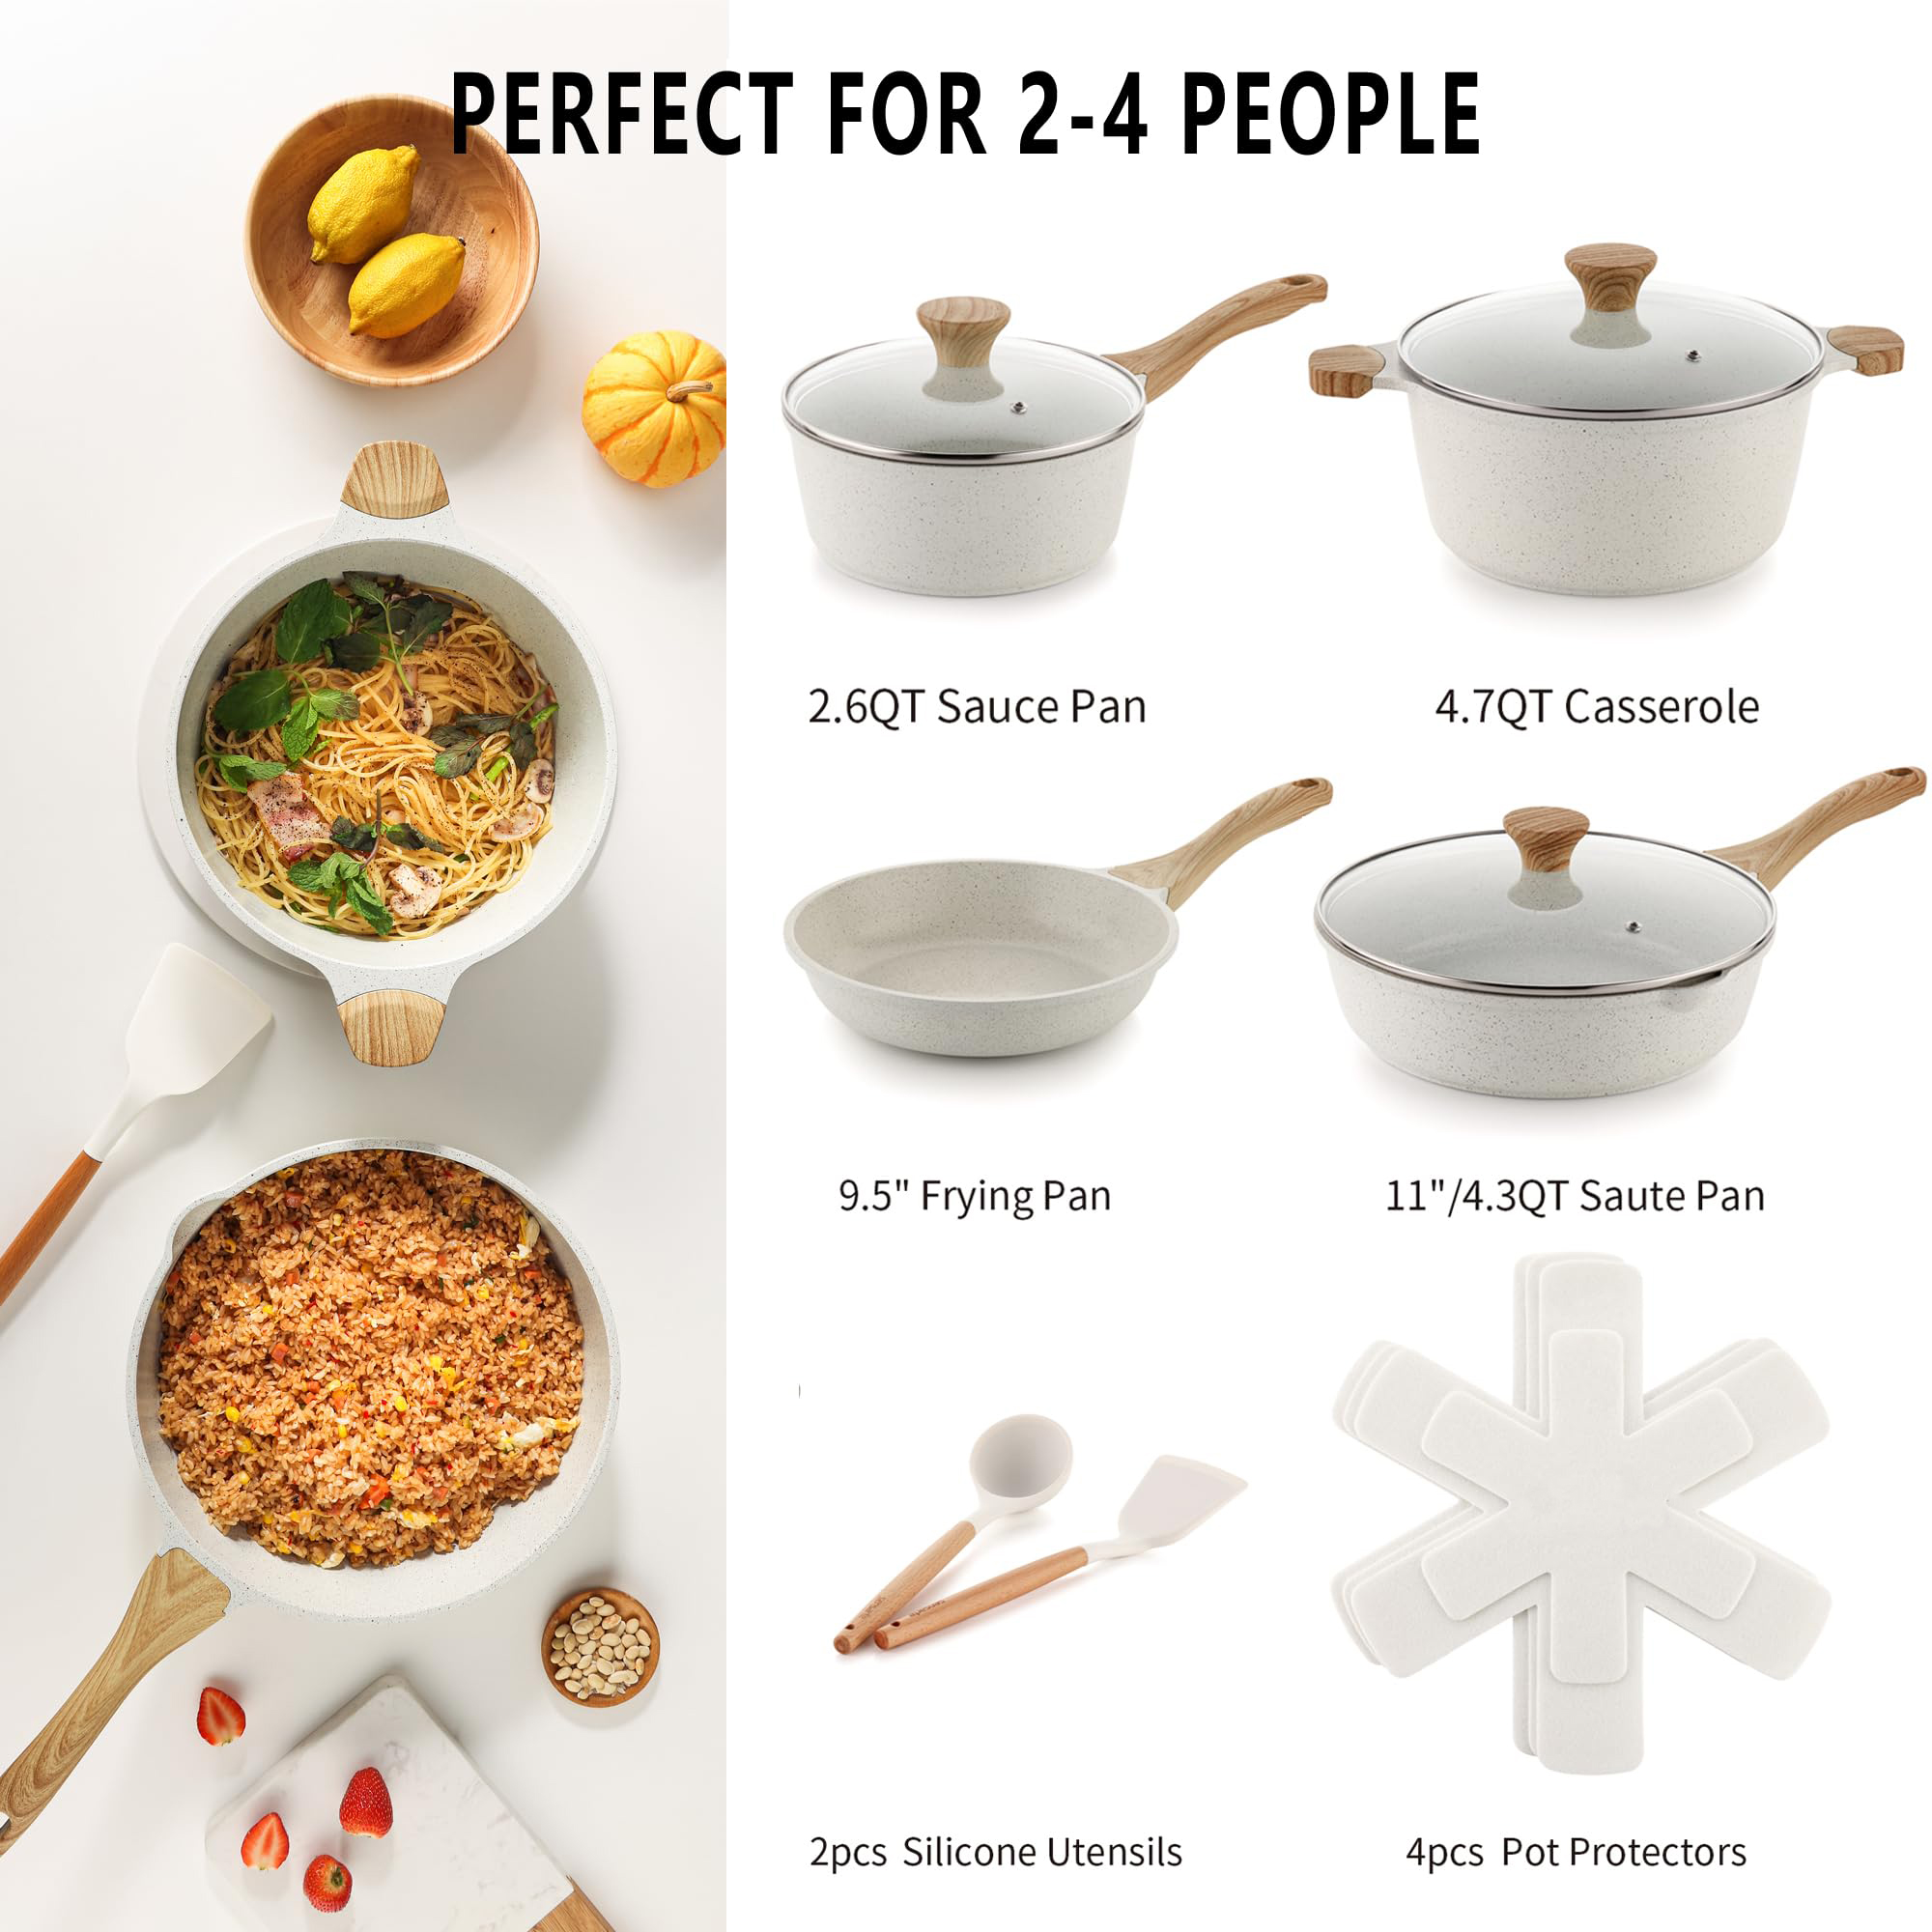 PERFECT FOR 2-4 PEOPLE
2.6QT Sauce Pan
4.7QT Casserole
9.5" Frying Pan
11"/4.3QT Saute Pan
2pcs Silicone Utensils
4pcs Pot Protectors